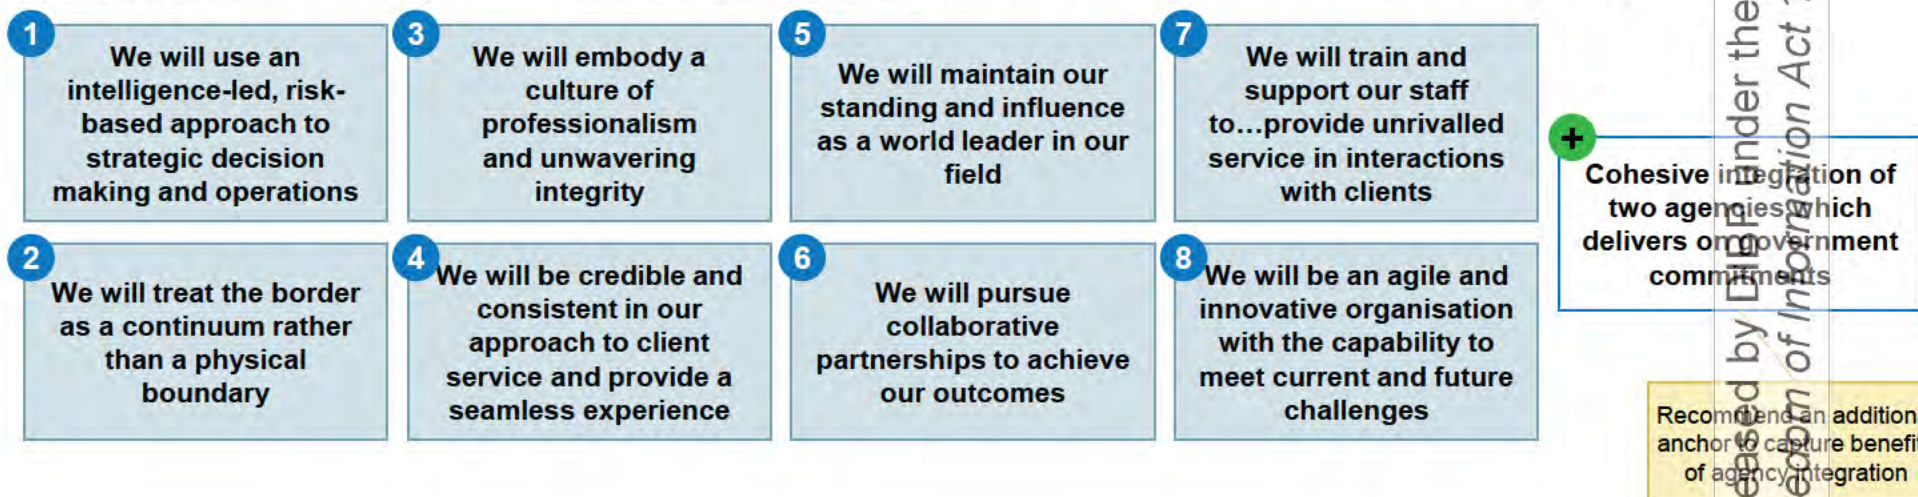 1
We will use an
intelligence-led, risk-
based approach to
strategic decision
making and operations
2
We will treat the border
as a continuum rather
than a physical
boundary
3
We will embody a
culture of
professionalism
and unwavering
integrity
4
We will be credible and
consistent in our
approach to client
service and provide a
seamless experience
5
We will maintain our
standing and influence
as a world leader in our
field
6
We will pursue
collaborative
partnerships to achieve
our outcomes
7
We will train and
support our staff
to…provide unrivalled
service in interactions
with clients
8
We will be an agile and
innovative organisation
with the capability to
meet current and future
challenges
+
Cohesive integration of
two agencies which
delivers on government
commitments
Recommend an addition
anchor to capture benefit
of agency integration
eased by DIBP under the
edom of Information Act 1